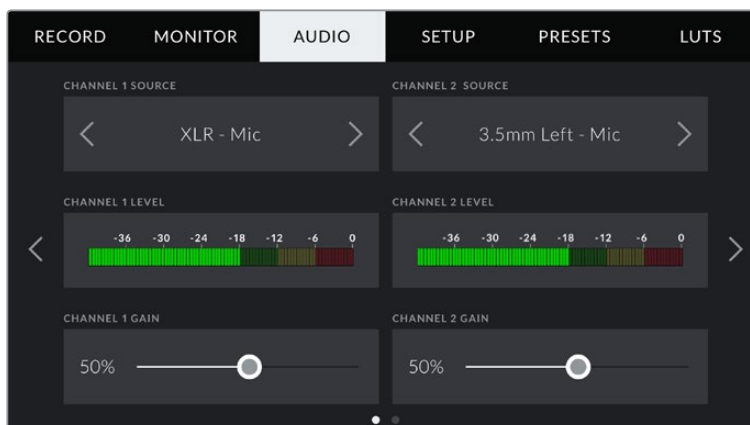 RECORD MONITOR AUDIO SETUP PRESETS LUTS
CHANNEL 1 SOURCE CHANNEL 2 SOURCE
XLR - Mic 3.5mm Left - Mic
CHANNEL 1 LEVEL CHANNEL 2 LEVEL
-36 -30 -24 -18 -12 -6 0 -36 -30 -24 -18 -12 -6 0
CHANNEL 1 GAIN CHANNEL 2 GAIN
50% 50%